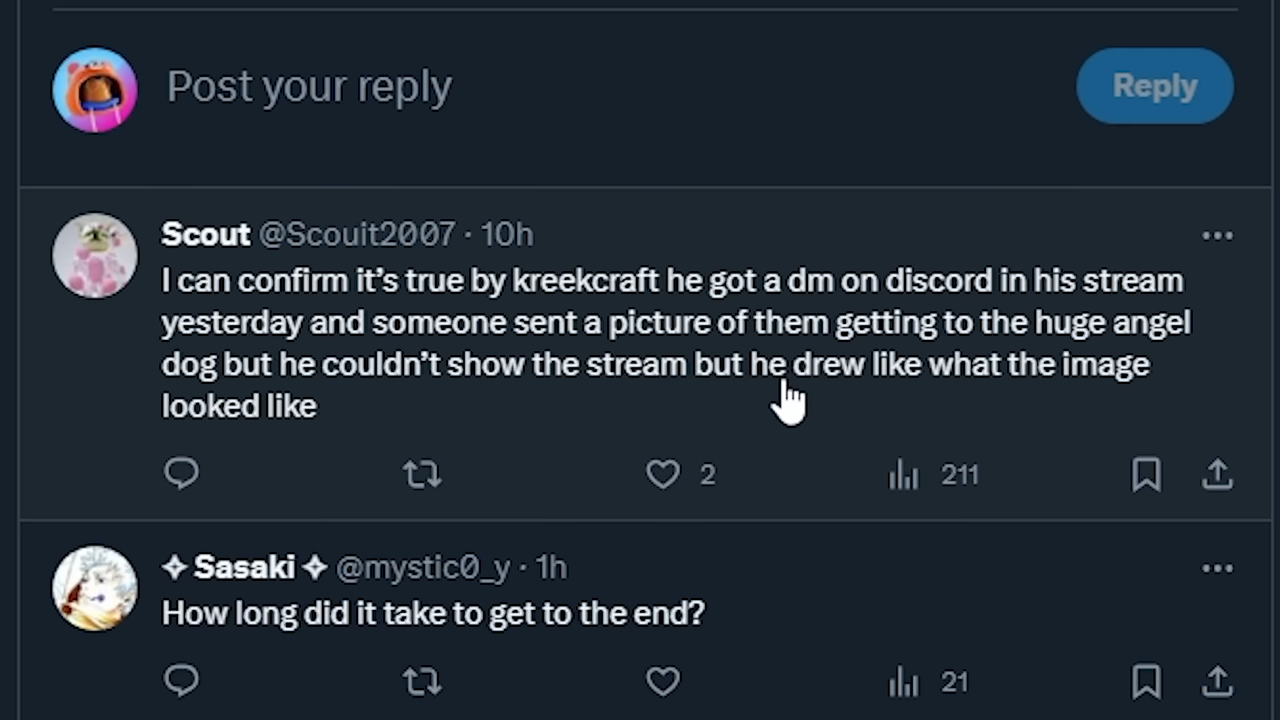 Post your reply
Reply
Scout @Scouit2007 · 10h
I can confirm it’s true by kreekcraft he got a dm on discord in his stream
yesterday and someone sent a picture of them getting to the huge angel
dog but he couldn’t show the stream but he drew like what the image
looked like
2 211
✧ Sasaki ✧ @mystic0_y · 1h
How long did it take to get to the end?
21